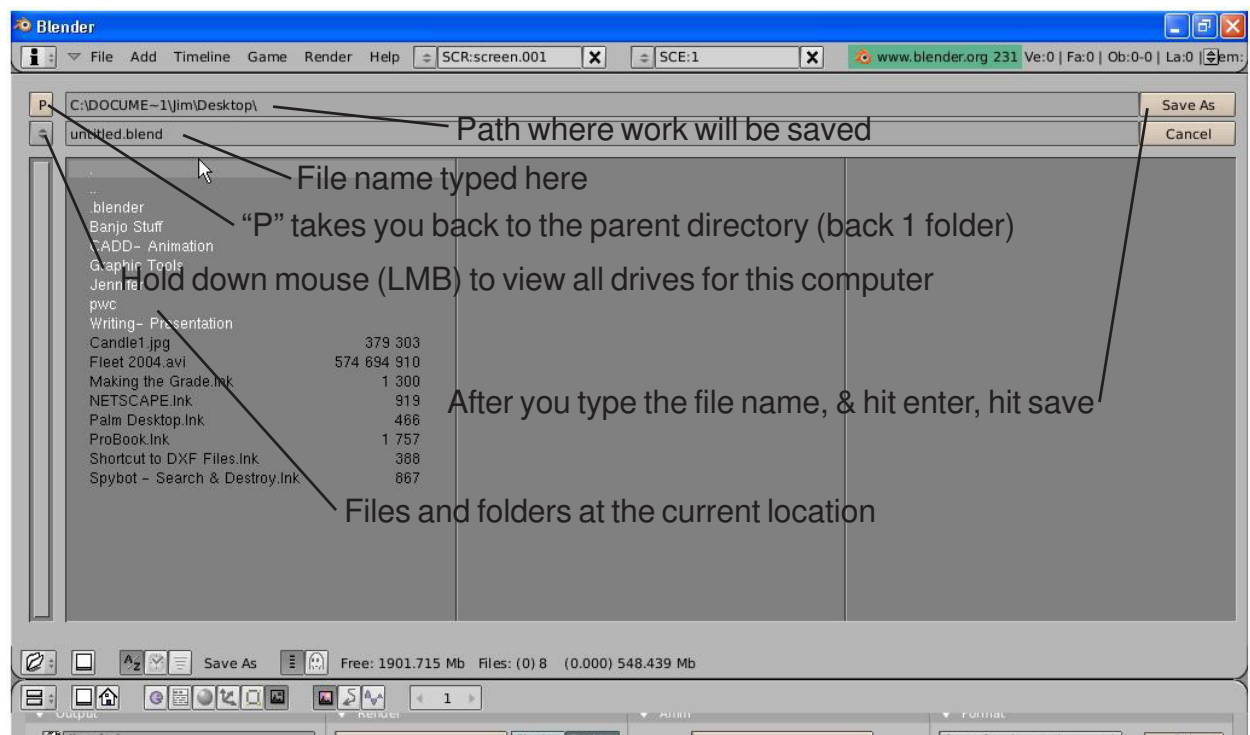 Blender
File Add Timeline Game Render Help SCR:screen.001 X SCE:1 X www.blender.org 231 Ve:0 | Fa:0 | Ob:0-0 | La:0 | em:
P C:\DOCUME~1\Jim\Desktop\ Save As
Path where work will be saved
untitled.blend Cancel
.
File name typed here
..
.blender
Banjo Stuff
“P” takes you back to the parent directory (back 1 folder)
CADD- Animation
Graphic Tools
Hold down mouse (LMB) to view all drives for this computer
Jennifer
pwc
Writing- Presentation
Candle1.jpg 379 303
Fleet 2004.avi 574 694 910
Making the Grade.lnk 1 300
NETSCAPE.lnk 919
After you type the file name, & hit enter, hit save
Palm Desktop.lnk 466
ProBook.lnk 1 757
Shortcut to DXF Files.lnk 388
Spybot - Search & Destroy.lnk 867
Files and folders at the current location
Save As Free: 1901.715 Mb Files: (0) 8 (0.000) 548.439 Mb
1
Output Render Anim Format